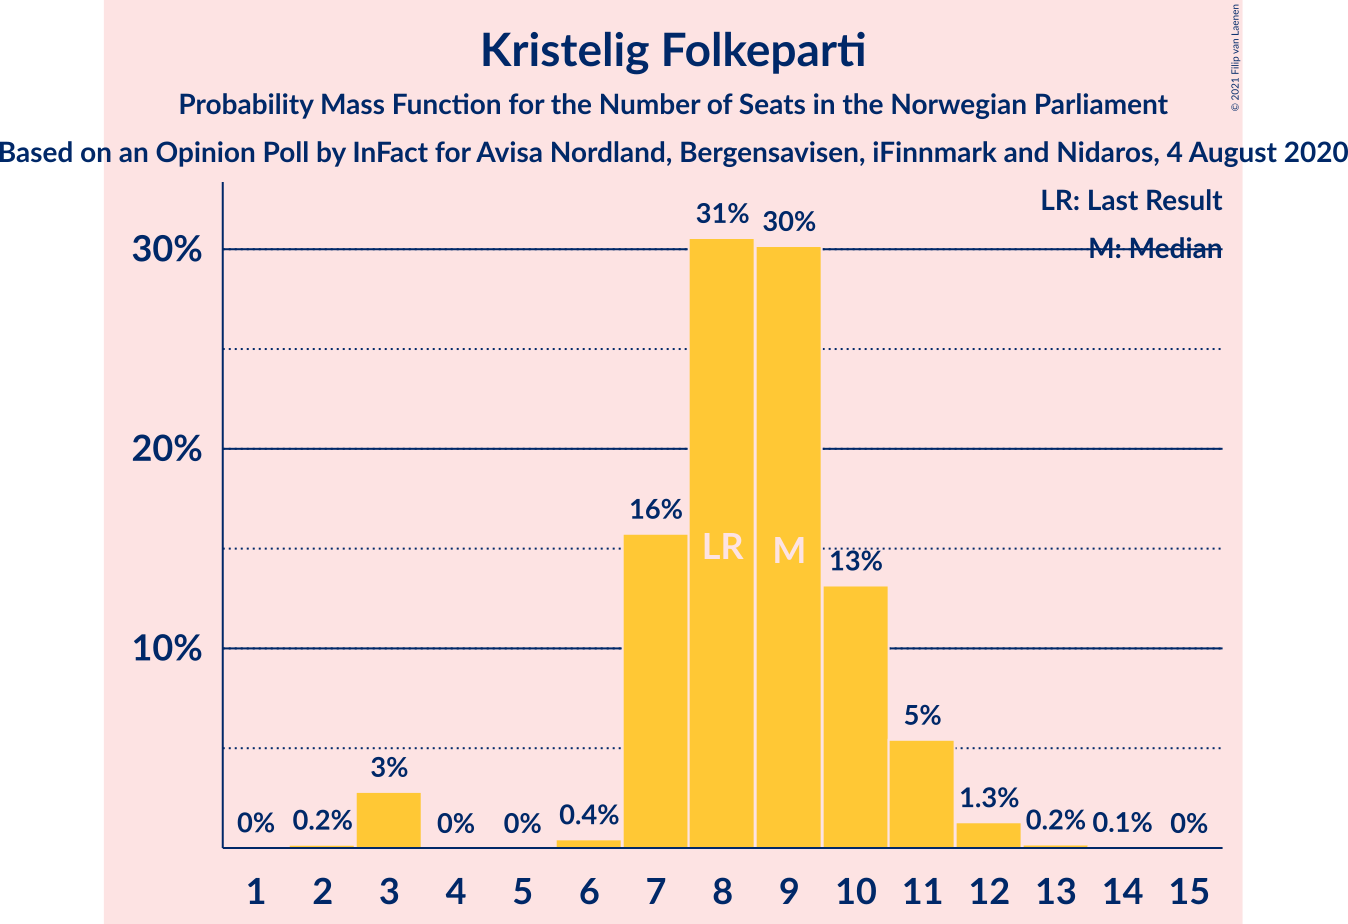 Kristelig Folkeparti
Probability Mass Function for the Number of Seats in the Norwegian Parliament
Based on an Opinion Poll by InFact for Avisa Nordland, Bergensavisen, iFinnmark and Nidaros, 4 August 2020
© 2021 Filip van Laenen
LR: Last Result
M: Median
30%
20%
10%
0% 0.2% 3% 0% 0% 0.4% 16% 31% 30% 13% 5% 1.3% 0.2% 0.1% 0%
LR M
1 2 3 4 5 6 7 8 9 10 11 12 13 14 15